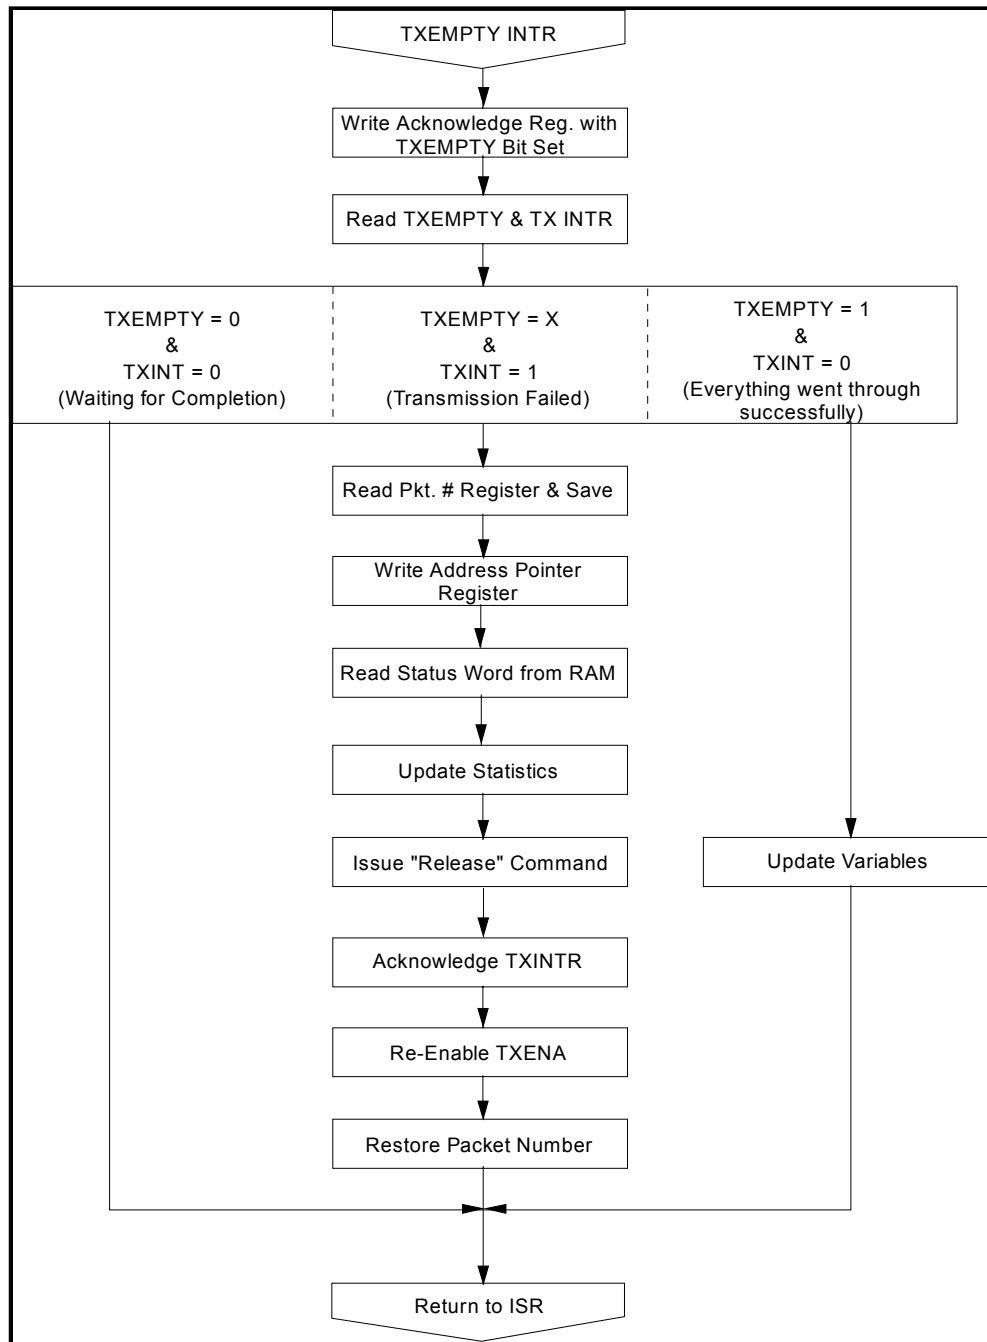 TXEMPTY INTR
Write Acknowledge Reg. with
TXEMPTY Bit Set
Read TXEMPTY & TX INTR
TXEMPTY = 0
&
TXINT = 0
(Waiting for Completion)
TXEMPTY = X
&
TXINT = 1
(Transmission Failed)
TXEMPTY = 1
&
TXINT = 0
(Everything went through
successfully)
Read Pkt. # Register & Save
Write Address Pointer
Register
Read Status Word from RAM
Update Statistics
Issue "Release" Command
Update Variables
Acknowledge TXINTR
Re-Enable TXENA
Restore Packet Number
Return to ISR